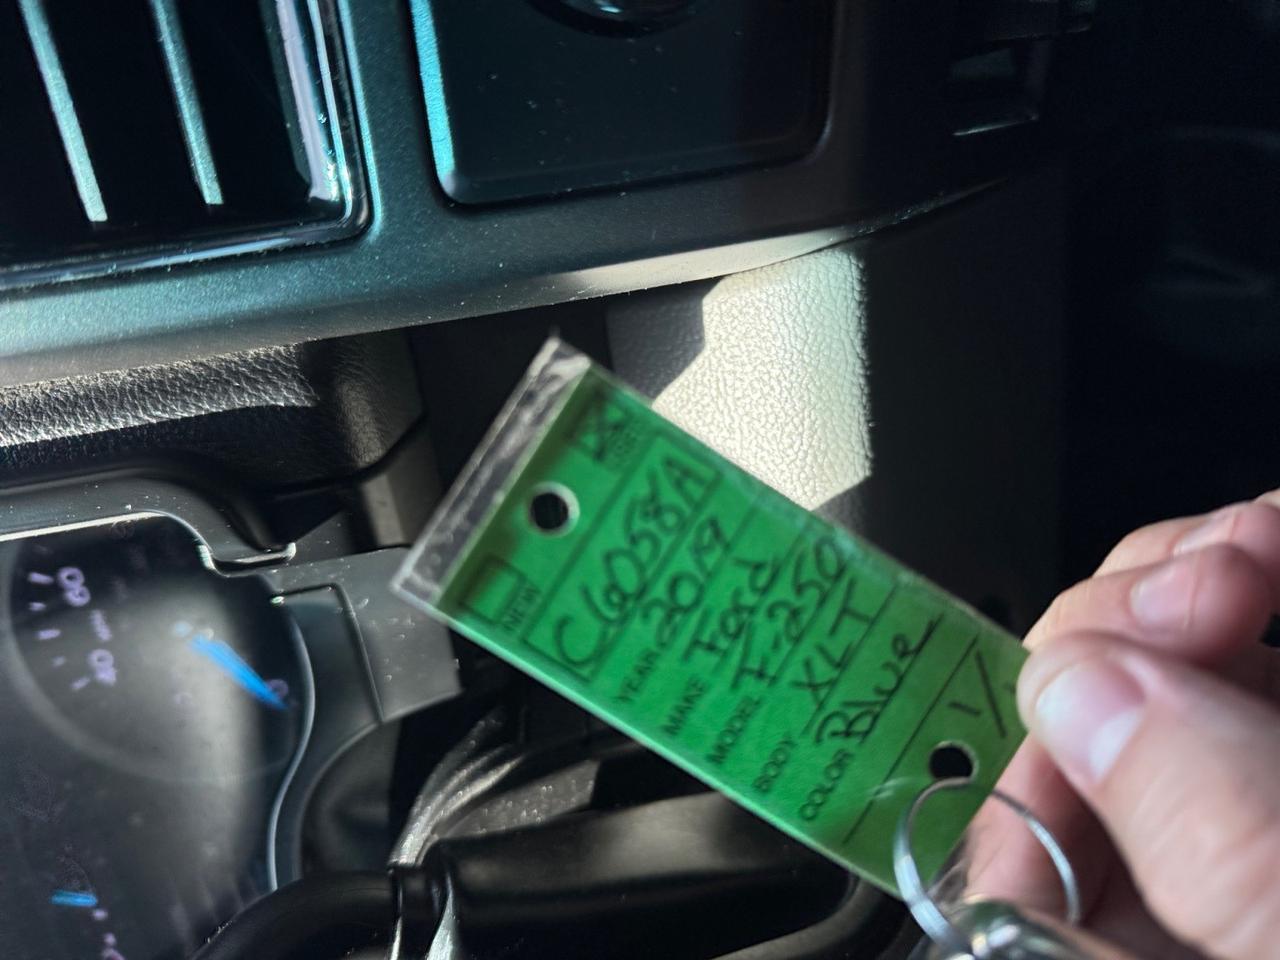 NEW
C6058A
YEAR 2019
MAKE Ford
MODEL F-250
BODY XLT
COLOR Blue